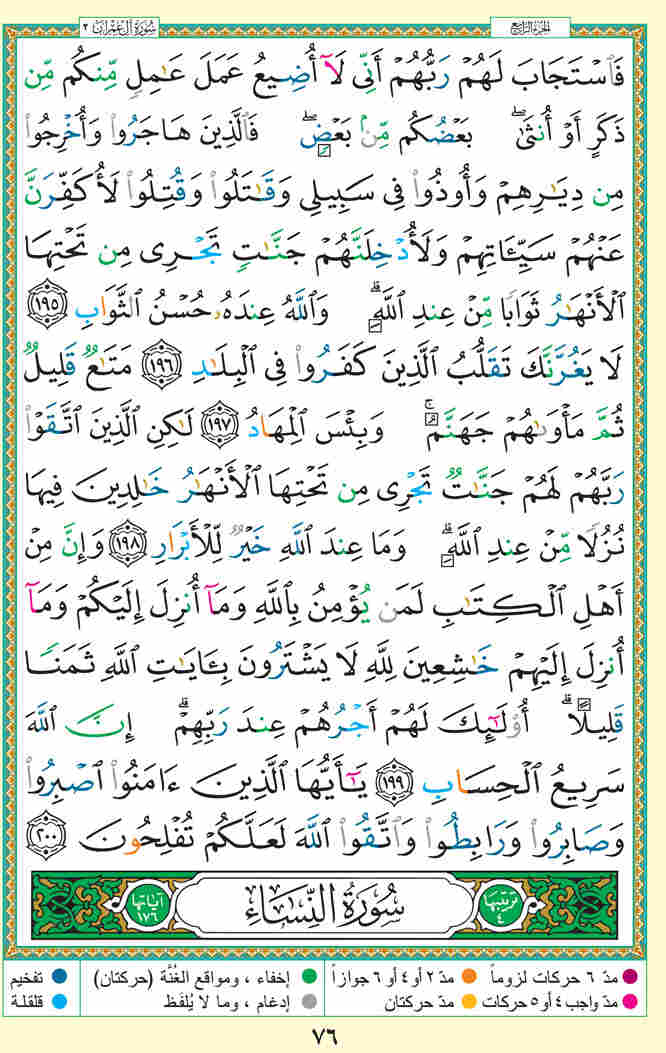 الجزء الرابع
سورة آل عمران ٣
فَٱسْتَجَابَ لَهُمْ رَبُّهُمْ أَنِّى لَآ أُضِيعُ عَمَلَ عَـٰمِلٍ مِّنكُم مِّن
ذَكَرٍ أَوْ أُنثَىٰ ۖ بَعْضُكُم مِّنۢ بَعْضٍ ۖ فَٱلَّذِينَ هَاجَرُوا۟ وَأُخْرِجُوا۟
مِن دِيَـٰرِهِمْ وَأُوذُوا۟ فِى سَبِيلِى وَقَـٰتَلُوا۟ وَقُتِلُوا۟ لَأُكَفِّرَنَّ
عَنْهُمْ سَيِّـَٔاتِهِمْ وَلَأُدْخِلَنَّهُمْ جَنَّـٰتٍ تَجْرِى مِن تَحْتِهَا
ٱلْأَنْهَـٰرُ ثَوَابًا مِّنْ عِندِ ٱللَّهِ ۗ وَٱللَّهُ عِندَهُۥ حُسْنُ ٱلثَّوَابِ ١٩٥
لَا يَغُرَّنَّكَ تَقَلُّبُ ٱلَّذِينَ كَفَرُوا۟ فِى ٱلْبِلَـٰدِ ١٩٦ مَتَـٰعٌ قَلِيلٌ
ثُمَّ مَأْوَىٰهُمْ جَهَنَّمُ ۚ وَبِئْسَ ٱلْمِهَادُ ١٩٧ لَـٰكِنِ ٱلَّذِينَ ٱتَّقَوْا۟
رَبَّهُمْ لَهُمْ جَنَّـٰتٌ تَجْرِى مِن تَحْتِهَا ٱلْأَنْهَـٰرُ خَـٰلِدِينَ فِيهَا
نُزُلًا مِّنْ عِندِ ٱللَّهِ ۗ وَمَا عِندَ ٱللَّهِ خَيْرٌ لِّلْأَبْرَارِ ١٩٨ وَإِنَّ مِنْ
أَهْلِ ٱلْكِتَـٰبِ لَمَن يُؤْمِنُ بِٱللَّهِ وَمَآ أُنزِلَ إِلَيْكُمْ وَمَآ
أُنزِلَ إِلَيْهِمْ خَـٰشِعِينَ لِلَّهِ لَا يَشْتَرُونَ بِـَٔايَـٰتِ ٱللَّهِ ثَمَنًا
قَلِيلًا ۗ أُو۟لَـٰٓئِكَ لَهُمْ أَجْرُهُمْ عِندَ رَبِّهِمْ ۗ إِنَّ ٱللَّهَ
سَرِيعُ ٱلْحِسَابِ ١٩٩ يَـٰٓأَيُّهَا ٱلَّذِينَ ءَامَنُوا۟ ٱصْبِرُوا۟
وَصَابِرُوا۟ وَرَابِطُوا۟ وَٱتَّقُوا۟ ٱللَّهَ لَعَلَّكُمْ تُفْلِحُونَ ٢٠٠
ترتيبها ٤ سُورَةُ النِّسَاءِ آياتها ١٧٦
مدّ ٦ حركات لزوماً مدّ ٢ أو ٤ أو ٦ جوازاً إخفاء ، ومواقع الغُنَّة (حركتان) تفخيم
مدّ واجب ٤ أو ٥ حركات مدّ حركتان إدغام ، وما لا يُلفَظ قلقلة
٧٦